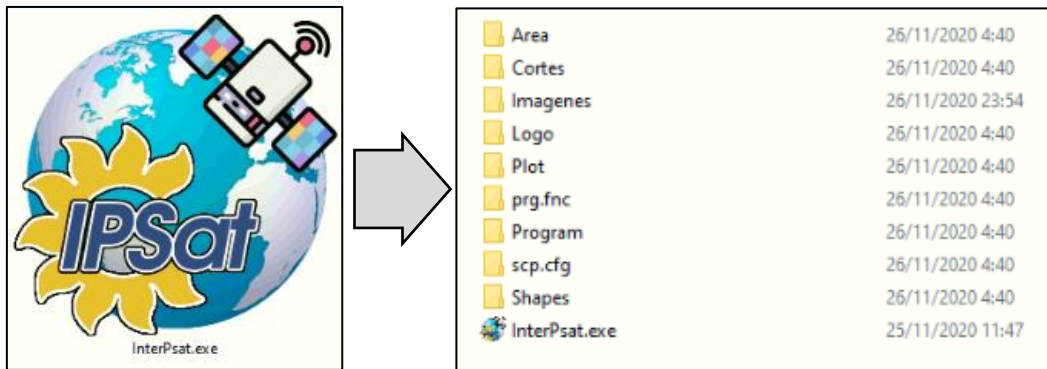 IPSat
InterPsat.exe
Area 26/11/2020 4:40
Cortes 26/11/2020 4:40
Imagenes 26/11/2020 23:54
Logo 26/11/2020 4:40
Plot 26/11/2020 4:40
prg.fnc 26/11/2020 4:40
Program 26/11/2020 4:40
scp.cfg 26/11/2020 4:40
Shapes 26/11/2020 4:40
InterPsat.exe 25/11/2020 11:47